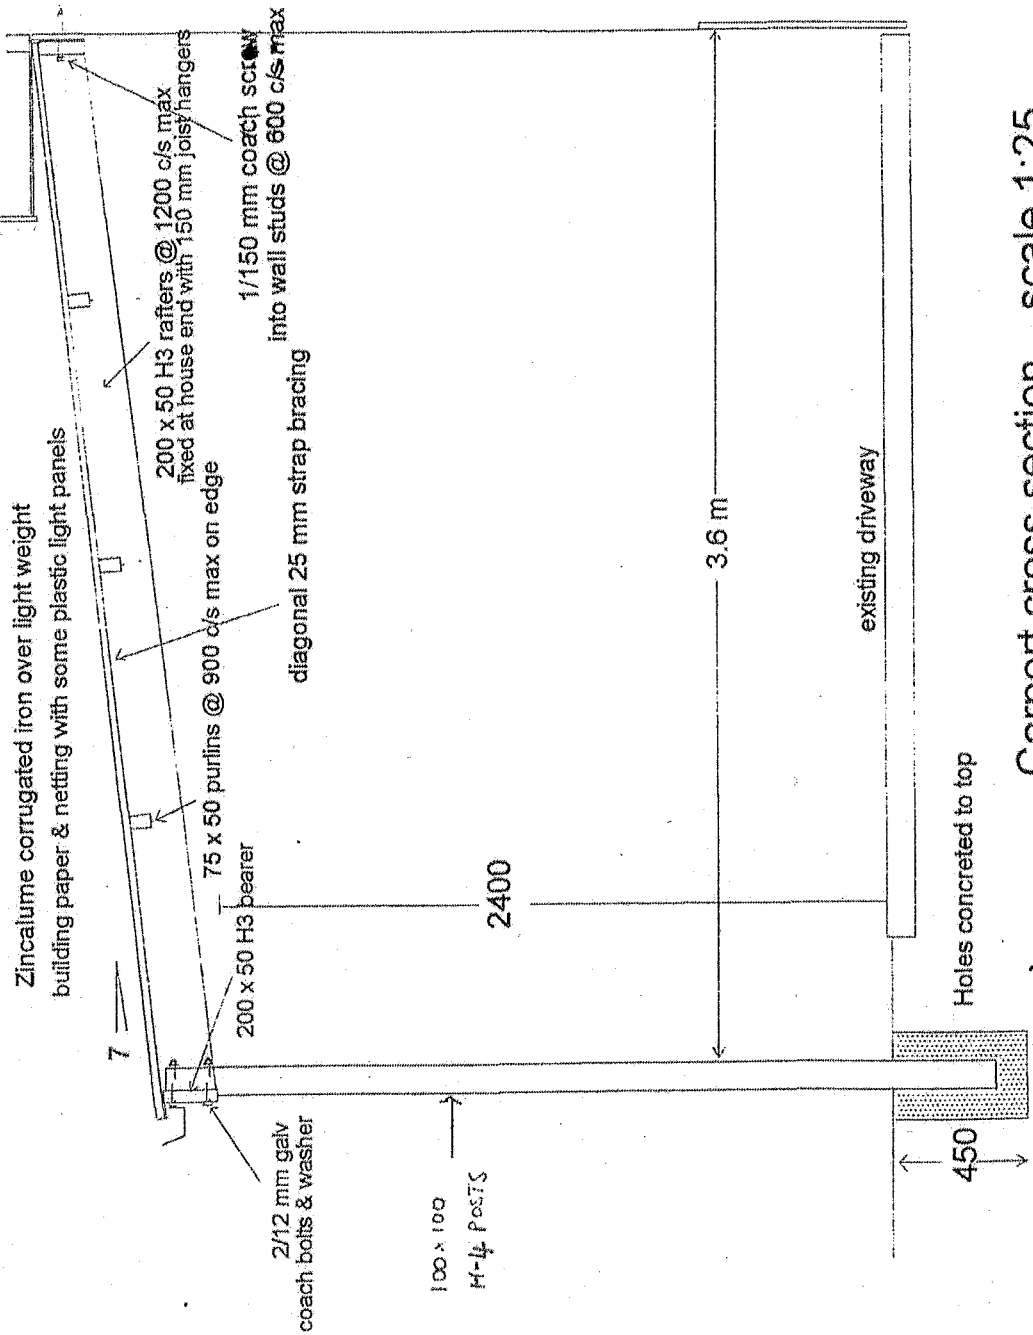 Zincalume corrugated iron over light weight
building paper & netting with some plastic light panels
7
200 x 50 H3 rafters @ 1200 c/s max
fixed at house end with 150 mm joist hangers
1/150 mm coach screw
into wall studs @ 600 c/s max
75 x 50 purlins @ 900 c/s max on edge
diagonal 25 mm strap bracing
200 x 50 H3 bearer
2/12 mm galv
coach bolts & washer
100 x 100
H-4 POSTS
2400
3.6 m
existing driveway
Holes concreted to top
450
Carport cross section scale 1:25